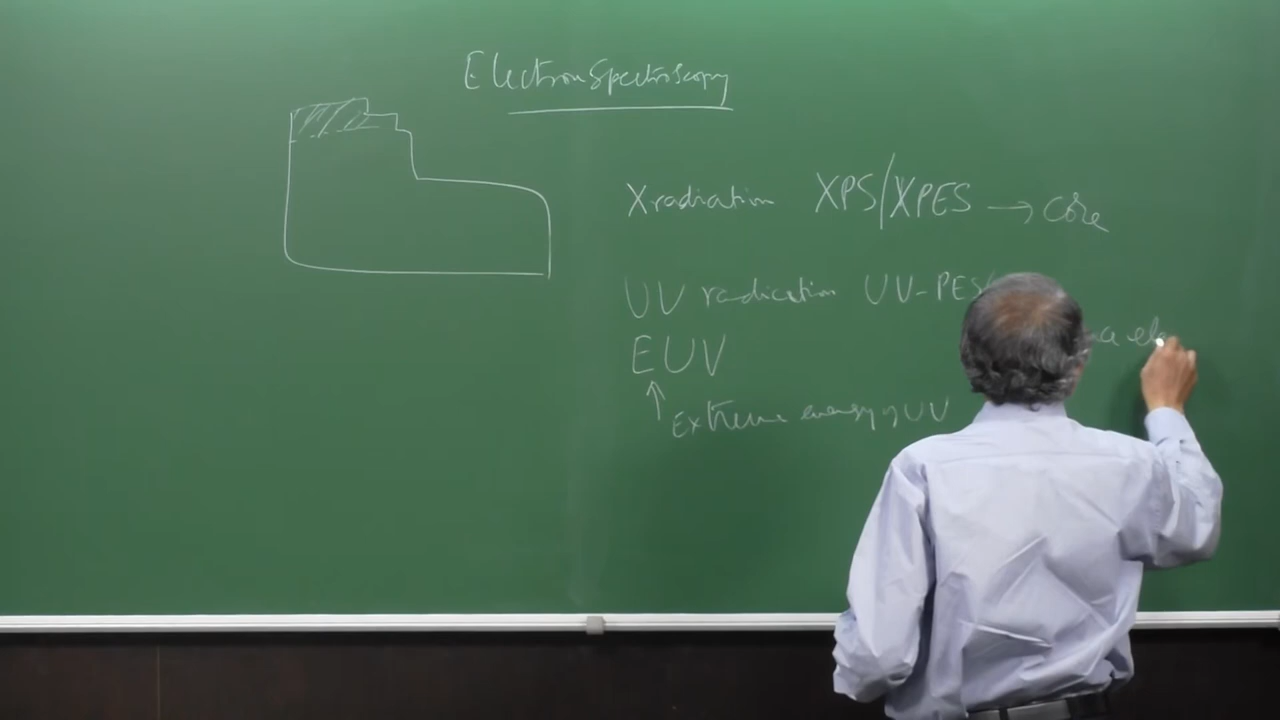 Electron Spectroscopy
X radiation XPS/XPES → core
UV radiation UV-PES
EUV
↑ Extreme energy of UV